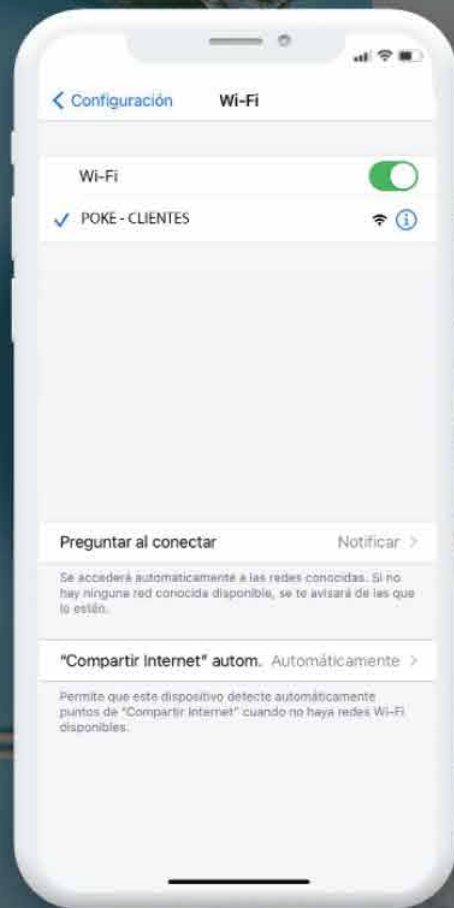 Configuración
Wi-Fi
Wi-Fi
POKE - CLIENTES
Preguntar al conectar
Notificar
Se accederá automáticamente a las redes conocidas. Si no
hay ninguna red conocida disponible, se te avisará de las que
lo estén.
"Compartir Internet" autom.
Automáticamente
Permite que este dispositivo detecte automáticamente
puntos de "Compartir Internet" cuando no haya redes Wi-Fi
disponibles.